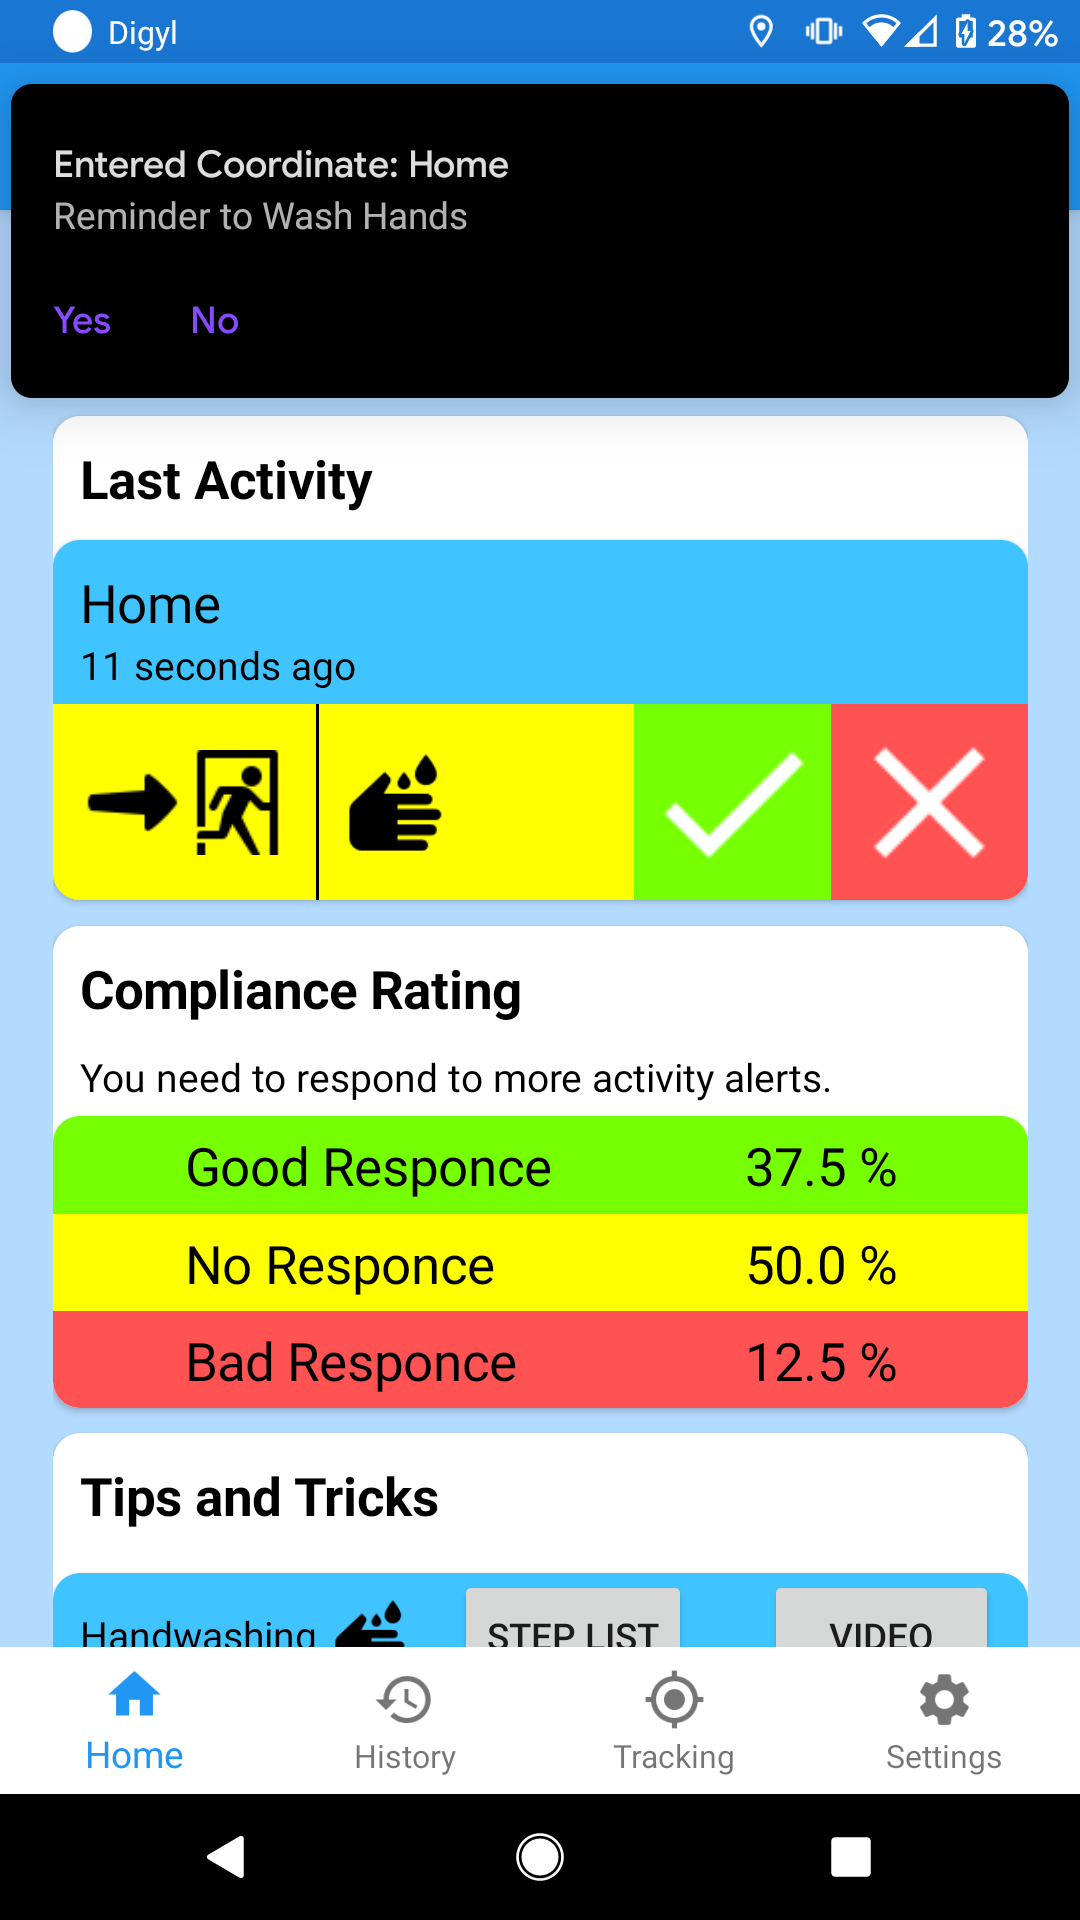 Digyl 28%
Entered Coordinate: Home
Reminder to Wash Hands
Yes No
Last Activity
Home
11 seconds ago
Compliance Rating
You need to respond to more activity alerts.
Good Responce 37.5 %
No Responce 50.0 %
Bad Responce 12.5 %
Tips and Tricks
Handwashing STEP LIST VIDEO
Home History Tracking Settings